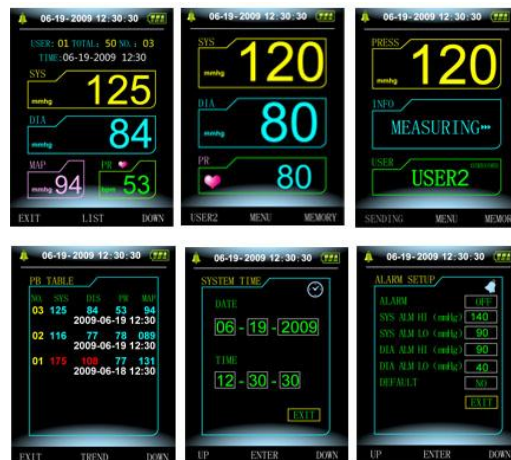 06-19-2009 12:30:30
USER: 01 TOTAL: 50 NO.: 03
TIME:06-19-2009 12:30
SYS
mmhg 125
DIA
mmhg 84
MAP PR
mmhg 94 bpm 53
EXIT LIST DOWN
06-19-2009 12:30:30
SYS
mmhg 120
DIA
mmhg 80
PR
80
USER2 MENU MEMORY
06-19-2009 12:30:30
PRESS
mmhg 120
INFO
MEASURING...
USER
USER2
SENDING MENU MEMOR
06-19-2009 12:30:30
PB TABLE
NO. SYS DIS PW MAP
03 125 84 53 94
2009-06-19 12:30
02 116 77 78 089
2009-06-19 12:30
01 175 108 77 131
2009-06-18 12:30
EXIT TREND DOWN
06-19-2009 12:30:30
SYSTEM TIME
DATE
06 - 19 - 2009
TIME
12 - 30 - 30
EXIT
UP ENTER DOWN
06-19-2009 12:30:30
ALARM SETUP
ALARM OFF
SYS ALM HI (mmHg) 140
SYS ALM LO (mmHg) 90
DIA ALM HI (mmHg) 90
DIA ALM LO (mmHg) 40
DEFAULT NO
EXIT
UP ENTER DOWN